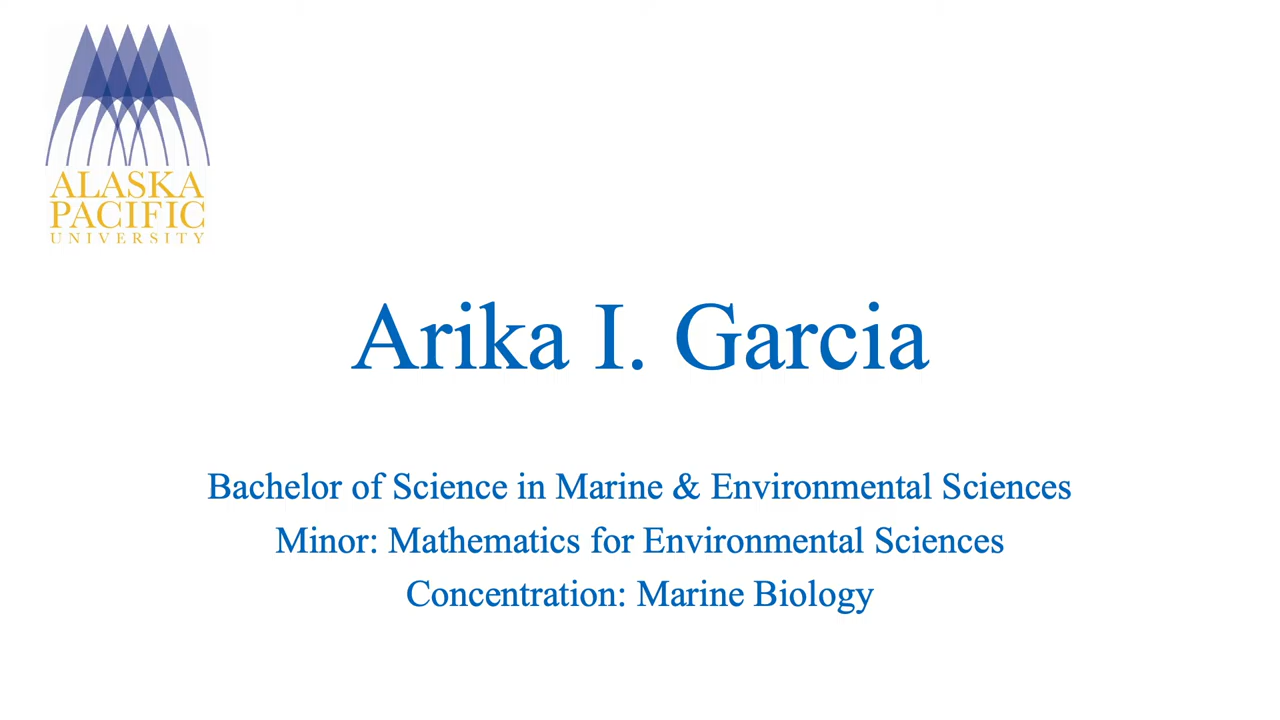 ALASKA
PACIFIC
UNIVERSITY
Arika I. Garcia
Bachelor of Science in Marine & Environmental Sciences
Minor: Mathematics for Environmental Sciences
Concentration: Marine Biology